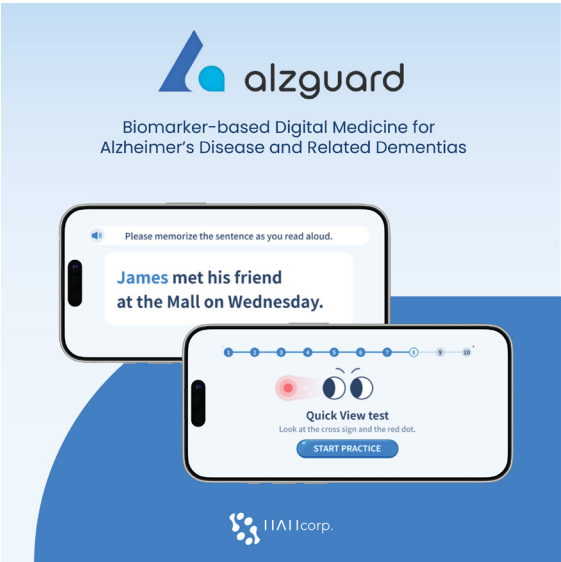 alzguard
Biomarker-based Digital Medicine for
Alzheimer's Disease and Related Dementias
Please memorize the sentence as you read aloud.
James met his friend
at the Mall on Wednesday.
1 2 3 4 5 6 7 8 9 10
Quick View test
Look at the cross sign and the red dot.
START PRACTICE
HAIIcorp.